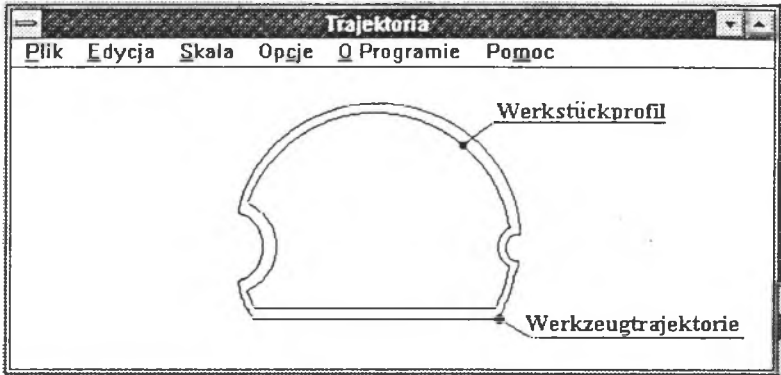 Trajektoria
Plik Edycja Skala Opcje O Programie Pomoc
Werkstückprofil
Werkzeugtrajektorie